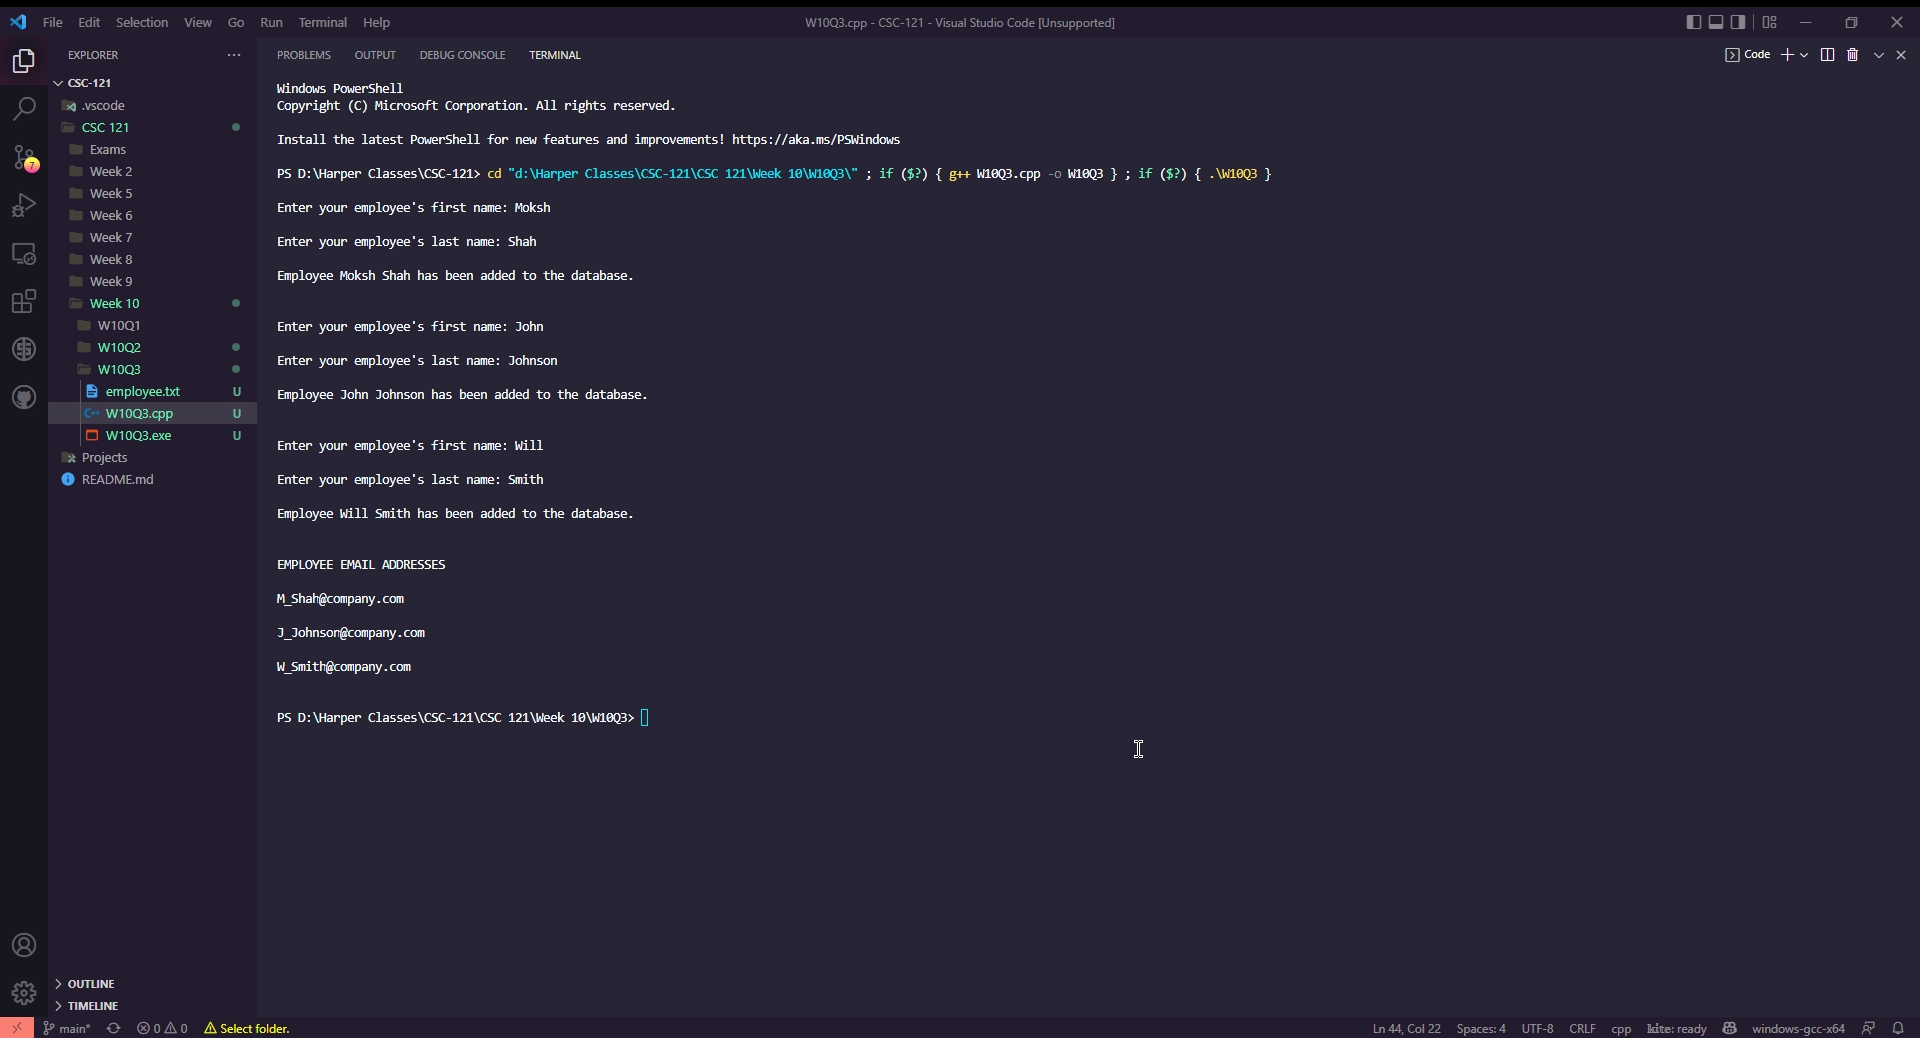 File Edit Selection View Go Run Terminal Help
W10Q3.cpp - CSC-121 - Visual Studio Code [Unsupported]
EXPLORER
CSC-121
.vscode
CSC 121
Exams
Week 2
Week 5
Week 6
Week 7
Week 8
Week 9
Week 10
W10Q1
W10Q2
W10Q3
employee.txt U
W10Q3.cpp U
W10Q3.exe U
Projects
README.md
OUTLINE
TIMELINE
7
PROBLEMS OUTPUT DEBUG CONSOLE TERMINAL
Code
Windows PowerShell
Copyright (C) Microsoft Corporation. All rights reserved.
Install the latest PowerShell for new features and improvements! https://aka.ms/PSWindows
PS D:\Harper Classes\CSC-121> cd "d:\Harper Classes\CSC-121\CSC 121\Week 10\W10Q3\" ; if ($?) { g++ W10Q3.cpp -o W10Q3 } ; if ($?) { .\W10Q3 }
Enter your employee's first name: Moksh
Enter your employee's last name: Shah
Employee Moksh Shah has been added to the database.
Enter your employee's first name: John
Enter your employee's last name: Johnson
Employee John Johnson has been added to the database.
Enter your employee's first name: Will
Enter your employee's last name: Smith
Employee Will Smith has been added to the database.
EMPLOYEE EMAIL ADDRESSES
M_Shah@company.com
J_Johnson@company.com
W_Smith@company.com
PS D:\Harper Classes\CSC-121\CSC 121\Week 10\W10Q3>
main* 0 0 Select folder.
Ln 44, Col 22 Spaces: 4 UTF-8 CRLF cpp kite: ready windows-gcc-x64